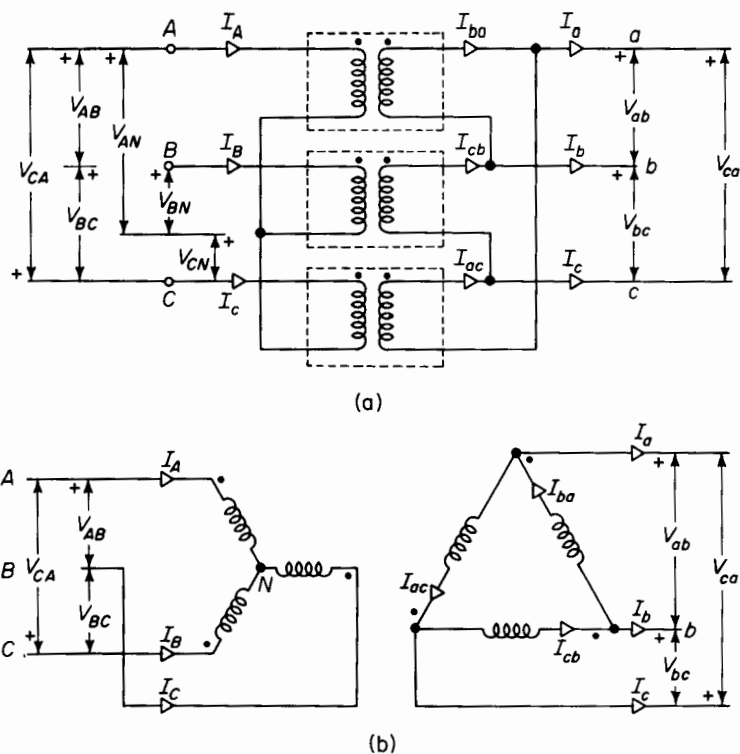 A I_A I_ba I_a a
+ + + + +
V_AB V_ab
V_AN
B I_B I_cb I_b b
V_CA + + + V_ca
V_BN
V_BC V_bc
V_CN +
+ I_ac I_c
C I_c c
(a)
A I_A I_a
+ +
V_AB I_ba
V_ab
B V_CA N I_ac V_ca
V_BC I_b
+ + b
C I_B I_cb V_bc
I_C I_c +
(b)